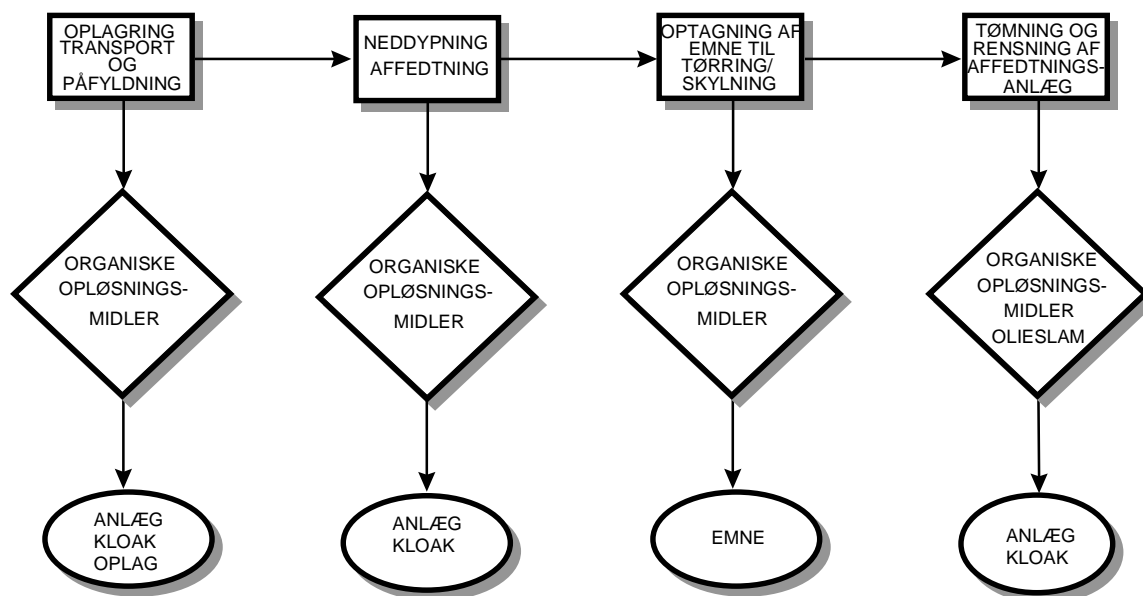 OPLAGRING
TRANSPORT
OG
PÅFYLDNING
NEDDYPNING
AFFEDTNING
OPTAGNING AF
EMNE TIL
TØRRING/
SKYLNING
TØMNING OG
RENSNING AF
AFFEDTNINGS-
ANLÆG
ORGANISKE
OPLØSNINGS-
MIDLER
ORGANISKE
OPLØSNINGS-
MIDLER
ORGANISKE
OPLØSNINGS-
MIDLER
ORGANISKE
OPLØSNINGS-
MIDLER
OLIESLAM
ANLÆG
KLOAK
OPLAG
ANLÆG
KLOAK
EMNE
ANLÆG
KLOAK